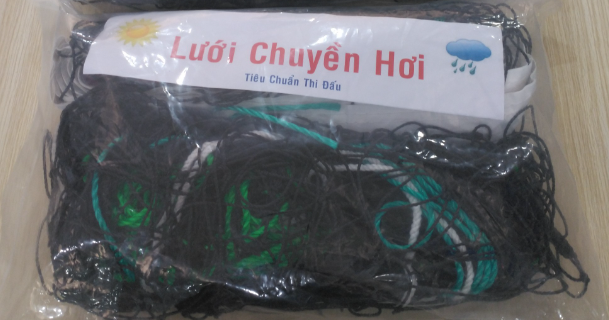 Lưới Chuyền Hơi
Tiêu Chuẩn Thi Đấu